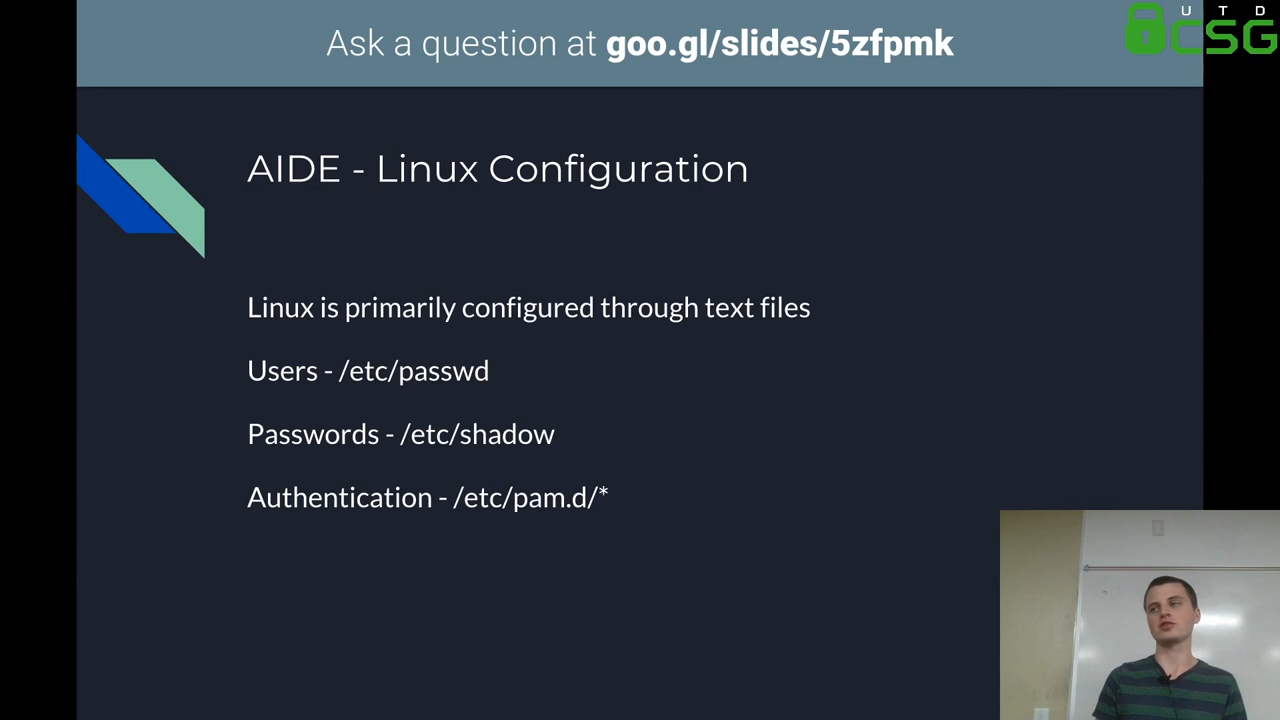 Ask a question at goo.gl/slides/5zfpmk
UTD
CSG
AIDE - Linux Configuration
Linux is primarily configured through text files
Users - /etc/passwd
Passwords - /etc/shadow
Authentication - /etc/pam.d/*